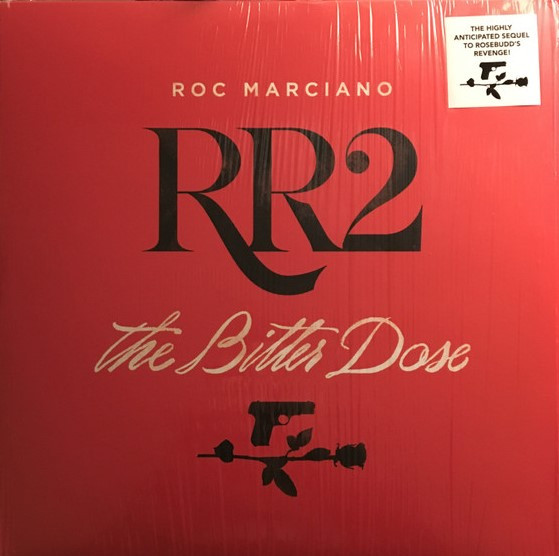 THE HIGHLY
ANTICIPATED SEQUEL
TO ROSEBUDD'S
REVENGE!
ROC MARCIANO
RR2
the Bitter Dose